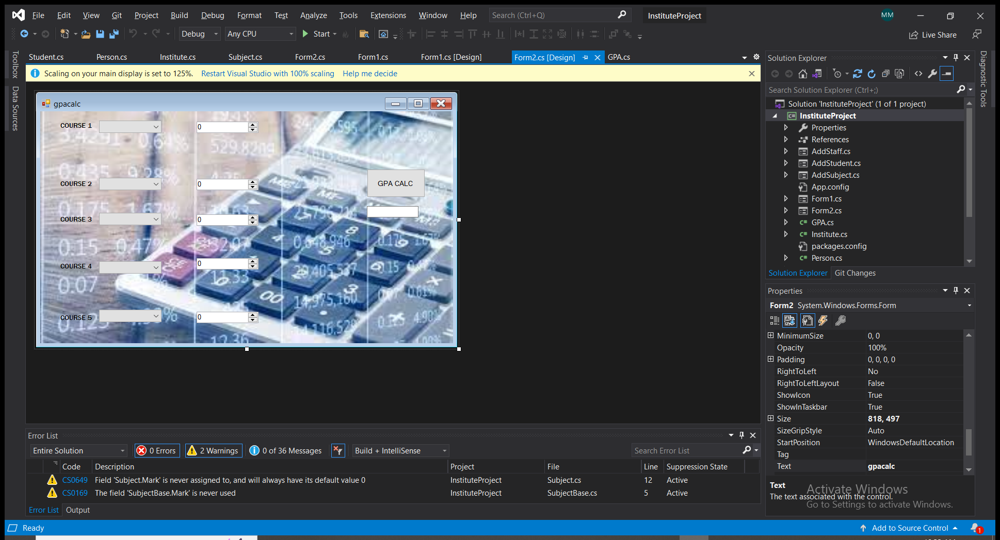 File Edit View Git Project Build Debug Format Test Analyze Tools Extensions Window Help Search (Ctrl+Q) InstituteProject MM
Debug Any CPU Start Live Share
Toolbox
Data Sources
Student.cs Person.cs Institute.cs Subject.cs Form2.cs Form1.cs Form1.cs [Design] Form2.cs [Design] GPA.cs
Scaling on your main display is set to 125%. Restart Visual Studio with 100% scaling Help me decide
gpacalc
COURSE 1 0
COURSE 2 0
COURSE 3 0
COURSE 4 0
COURSE 5 0
GPA CALC
Error List
Entire Solution 0 Errors 2 Warnings 0 of 36 Messages Build + IntelliSense Search Error List
Code Description Project File Line Suppression State
CS0649 Field 'Subject.Mark' is never assigned to, and will always have its default value 0 InstituteProject Subject.cs 12 Active
CS0169 The field 'SubjectBase.Mark' is never used InstituteProject SubjectBase.cs 5 Active
Error List Output
Solution Explorer
Search Solution Explorer (Ctrl+;)
Solution 'InstituteProject' (1 of 1 project)
InstituteProject
Properties
References
AddStaff.cs
AddStudent.cs
AddSubject.cs
App.config
Form1.cs
Form2.cs
GPA.cs
Institute.cs
packages.config
Person.cs
Solution Explorer Git Changes
Properties
Form2 System.Windows.Forms.Form
MinimumSize 0, 0
Opacity 100%
Padding 0, 0, 0, 0
RightToLeft No
RightToLeftLayout False
ShowIcon True
ShowInTaskbar True
Size 818, 497
SizeGripStyle Auto
StartPosition WindowsDefaultLocation
Tag
Text gpacalc
Text
The text associated with the control.
Activate Windows
Go to Settings to activate Windows.
Diagnostic Tools
Ready Add to Source Control 1